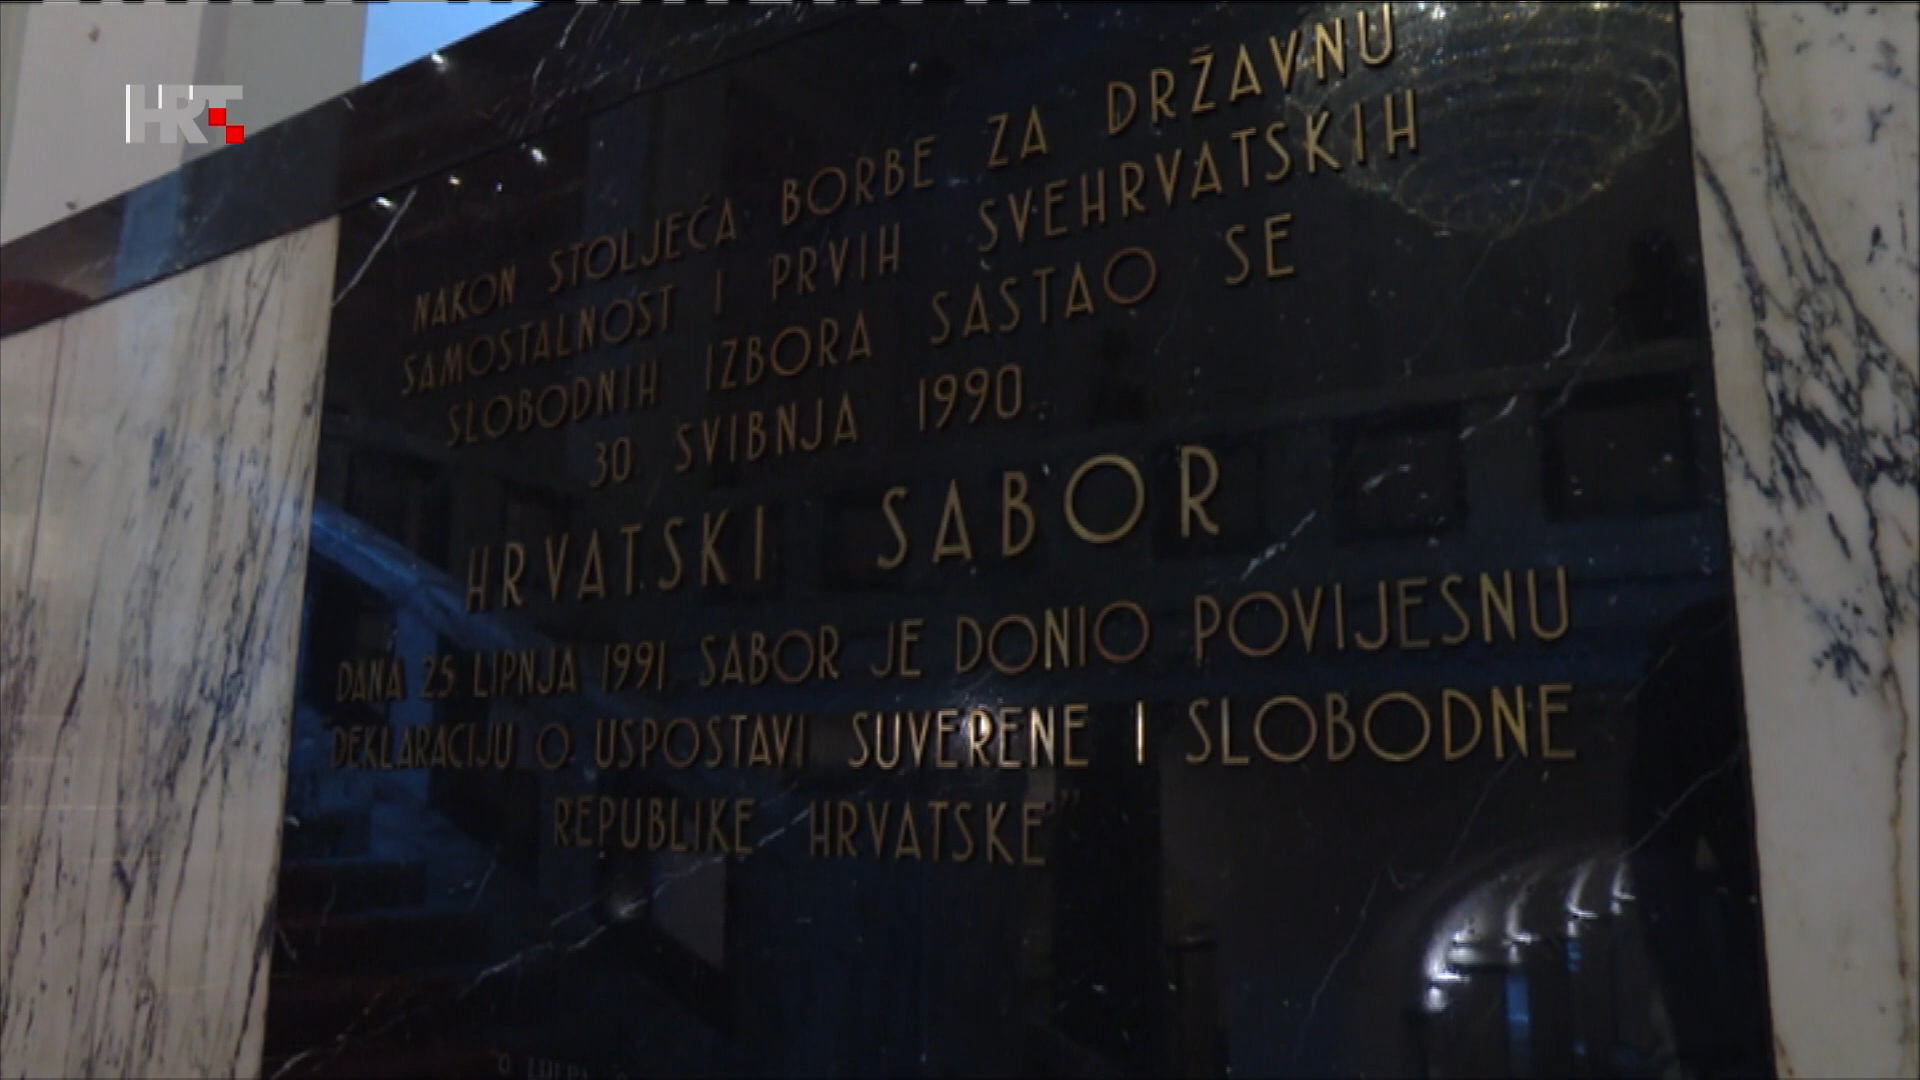 HRT
NAKON STOLJEĆA BORBE ZA DRŽAVNU
SAMOSTALNOST I PRVIH SVEHRVATSKIH
SLOBODNIH IZBORA SASTAO SE
30 SVIBNJA 1990.
HRVATSKI SABOR
DANA 25 LIPNJA 1991. SABOR JE DONIO POVIJESNU
DEKLARACIJU O USPOSTAVI SUVERENE I SLOBODNE
REPUBLIKE HRVATSKE”